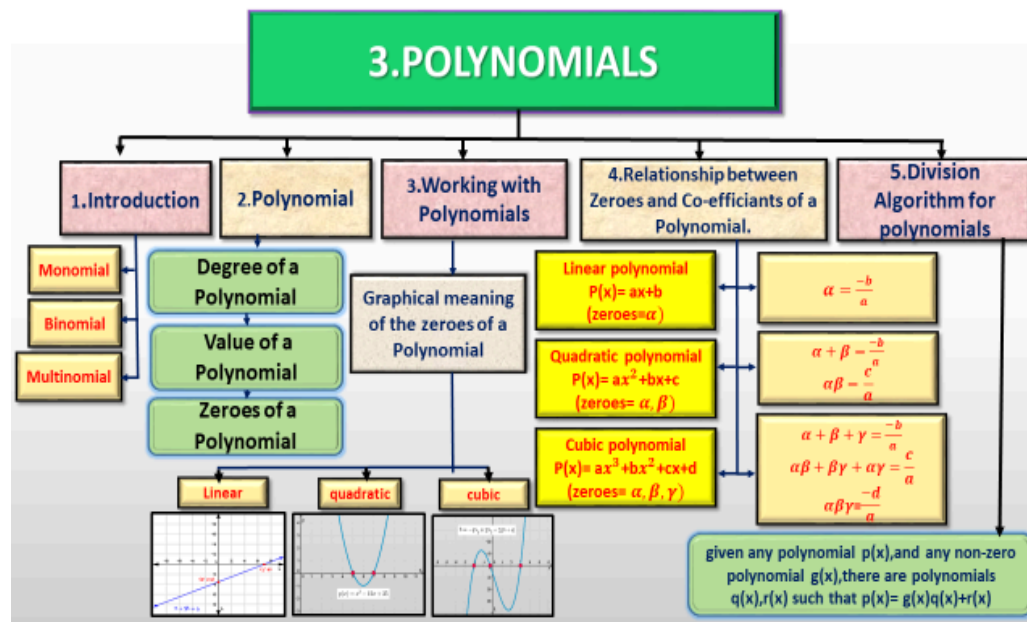 3.POLYNOMIALS
1.Introduction
Monomial
Binomial
Multinomial
2.Polynomial
Degree of a
Polynomial
Value of a
Polynomial
Zeroes of a
Polynomial
3.Working with
Polynomials
Graphical meaning
of the zeroes of a
Polynomial
Linear
quadratic
cubic
4.Relationship between
Zeroes and Co-efficiants of a
Polynomial.
Linear polynomial
P(x)= ax+b
(zeroes=α)
α = -b/a
Quadratic polynomial
P(x)= ax²+bx+c
(zeroes= α, β)
α + β = -b/a
αβ = c/a
Cubic polynomial
P(x)= ax³+bx²+cx+d
(zeroes= α, β, γ)
α + β + γ = -b/a
αβ + βγ + αγ = c/a
αβγ = -d/a
5.Division
Algorithm for
polynomials
given any polynomial p(x),and any non-zero
polynomial g(x),there are polynomials
q(x),r(x) such that p(x)= g(x)q(x)+r(x)